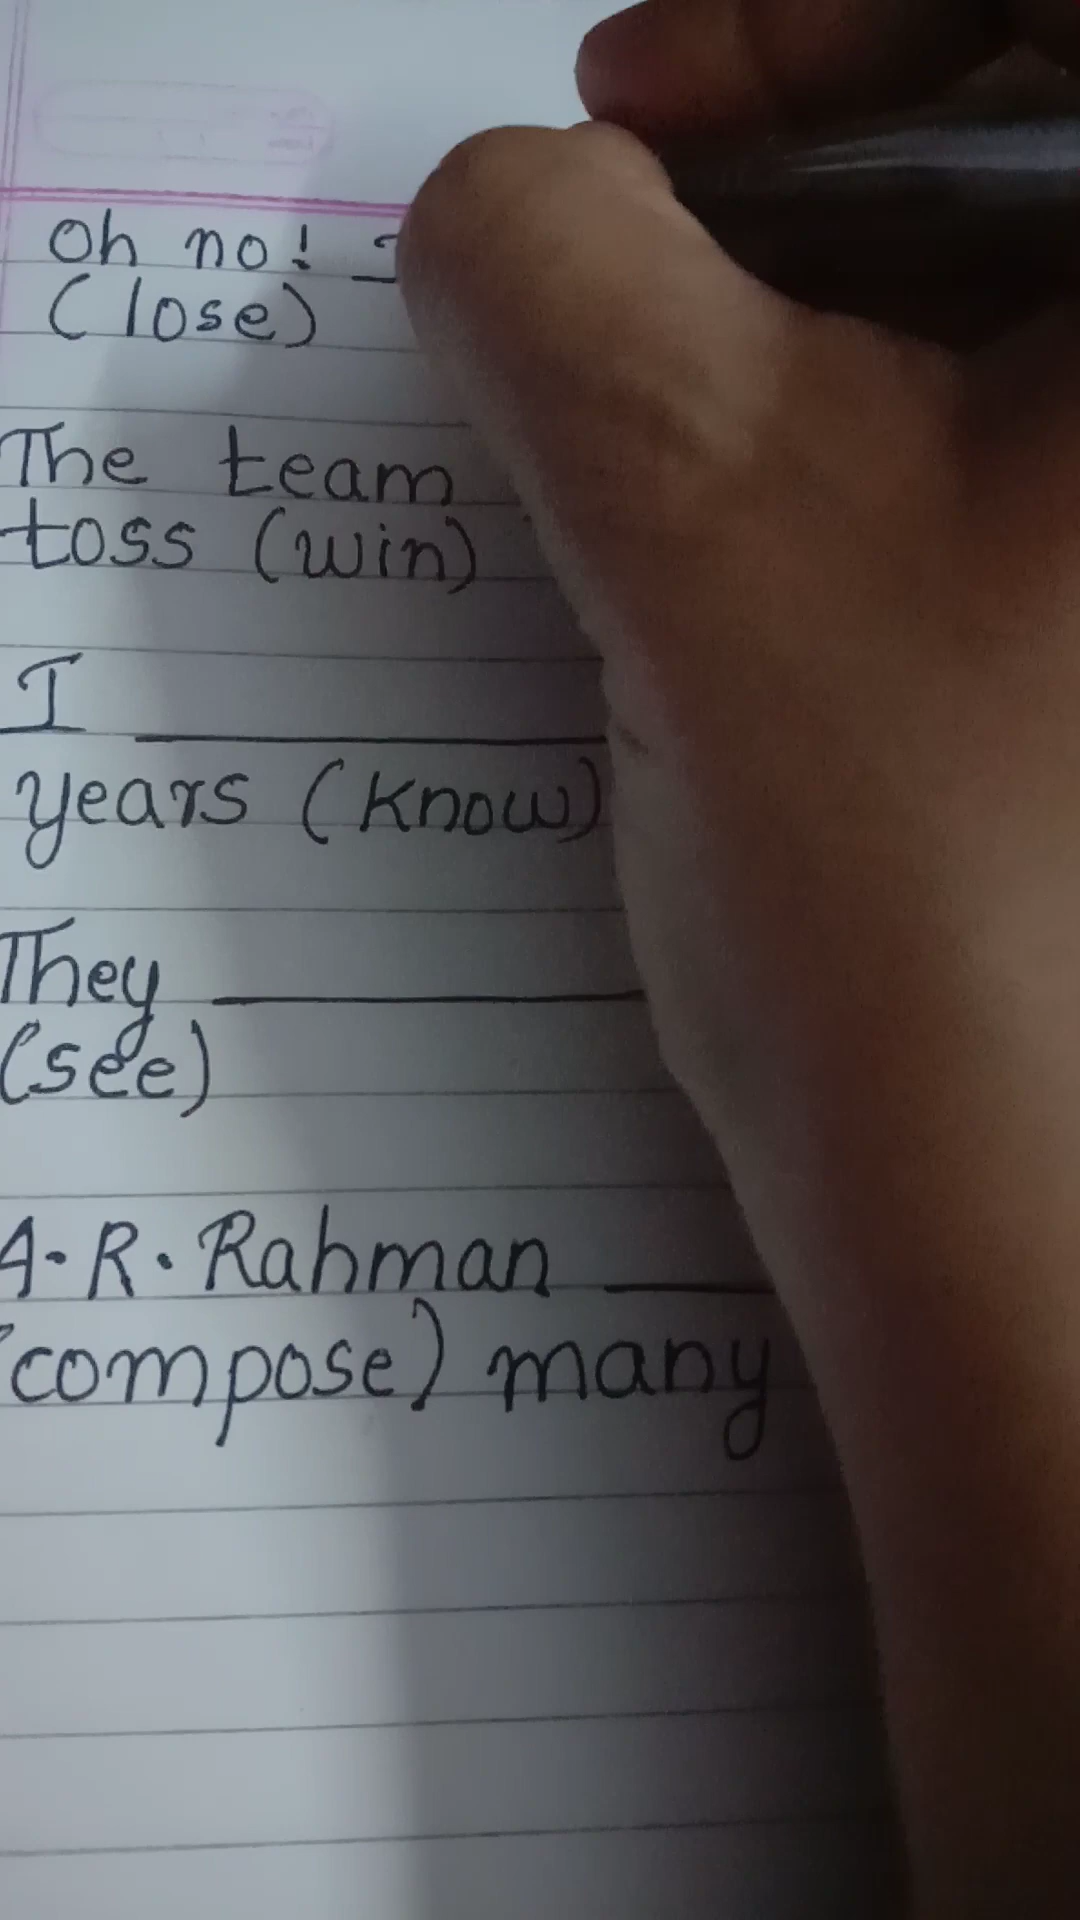 Oh no! I
(lose)
The team
toss (win)
I
years (know)
They
(see)
A. R. Rahman
(compose) many